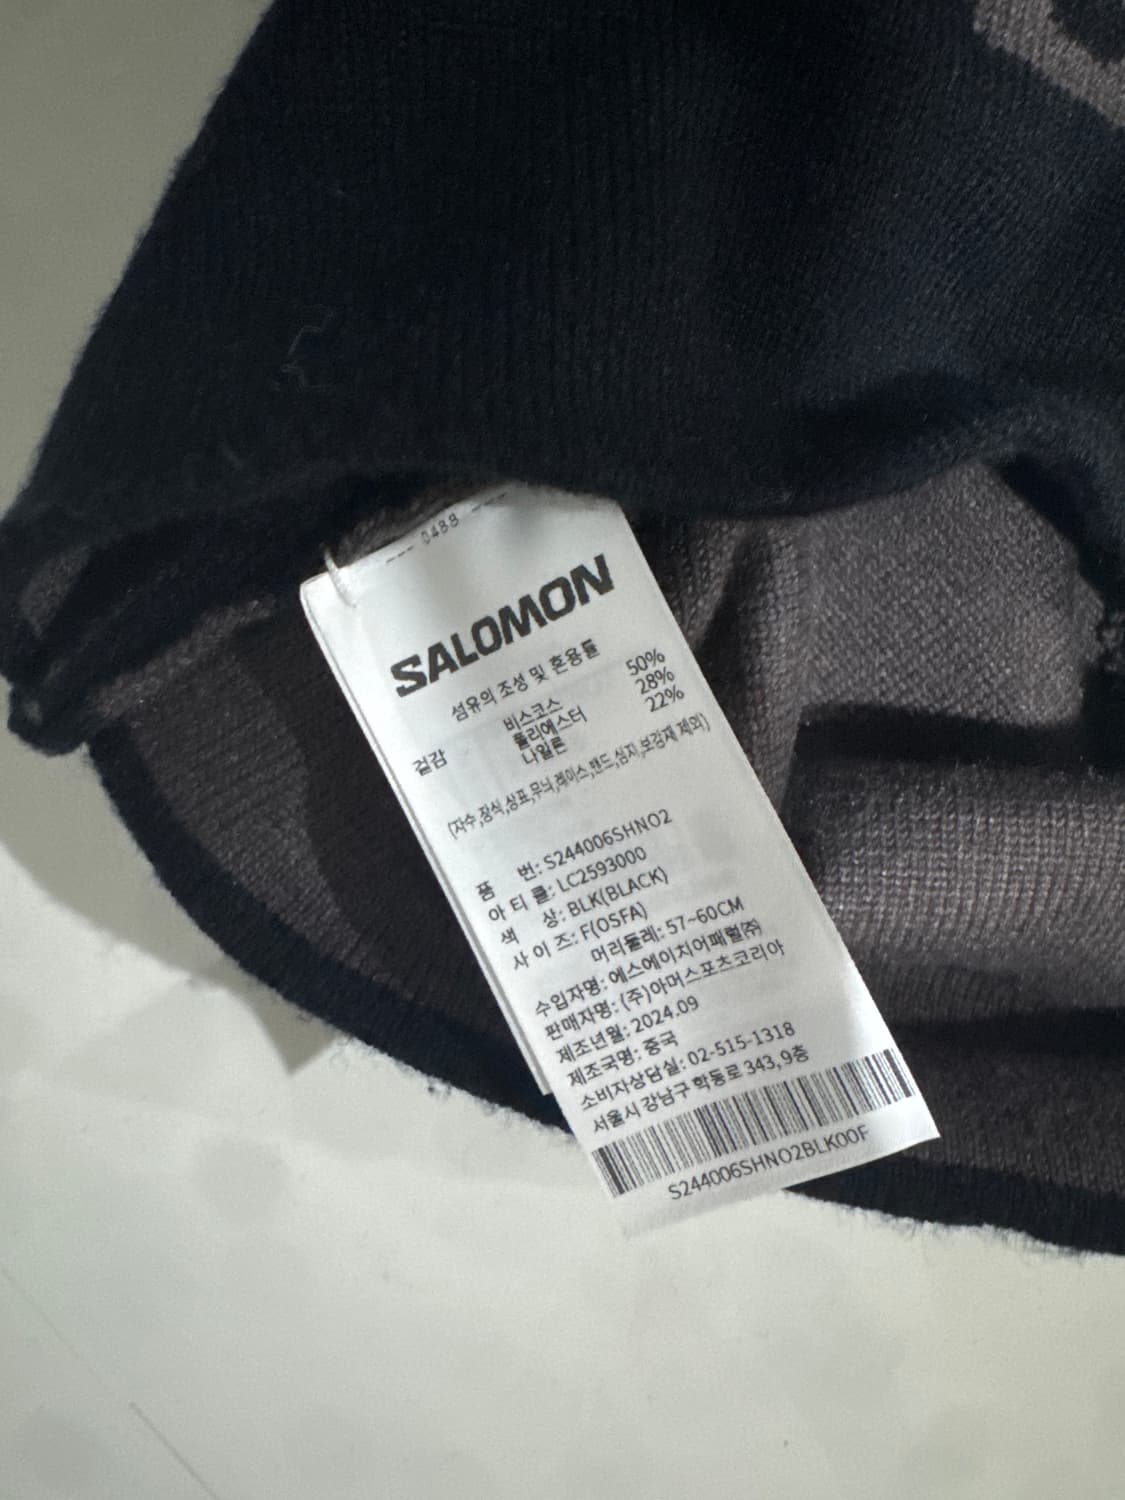 0488
SALOMON
섬유의 조성 및 혼용률
겉감 비스코스 50%
폴리에스터 28%
나일론 22%
(자수,장식,상표,무늬,레이스,밴드,심지,보강재 제외)
품 번: S244006SHNO2
아 티 클: LC2593000
색 상: BLK(BLACK)
사 이 즈: F(OSFA)
머리둘레: 57~60CM
수입자명: 에스에이치어패럴㈜
판매자명: (주)아머스포츠코리아
제조년월: 2024.09
제조국명: 중국
소비자상담실: 02-515-1318
서울시 강남구 학동로 343, 9층
S244006SHNO2BLK00F